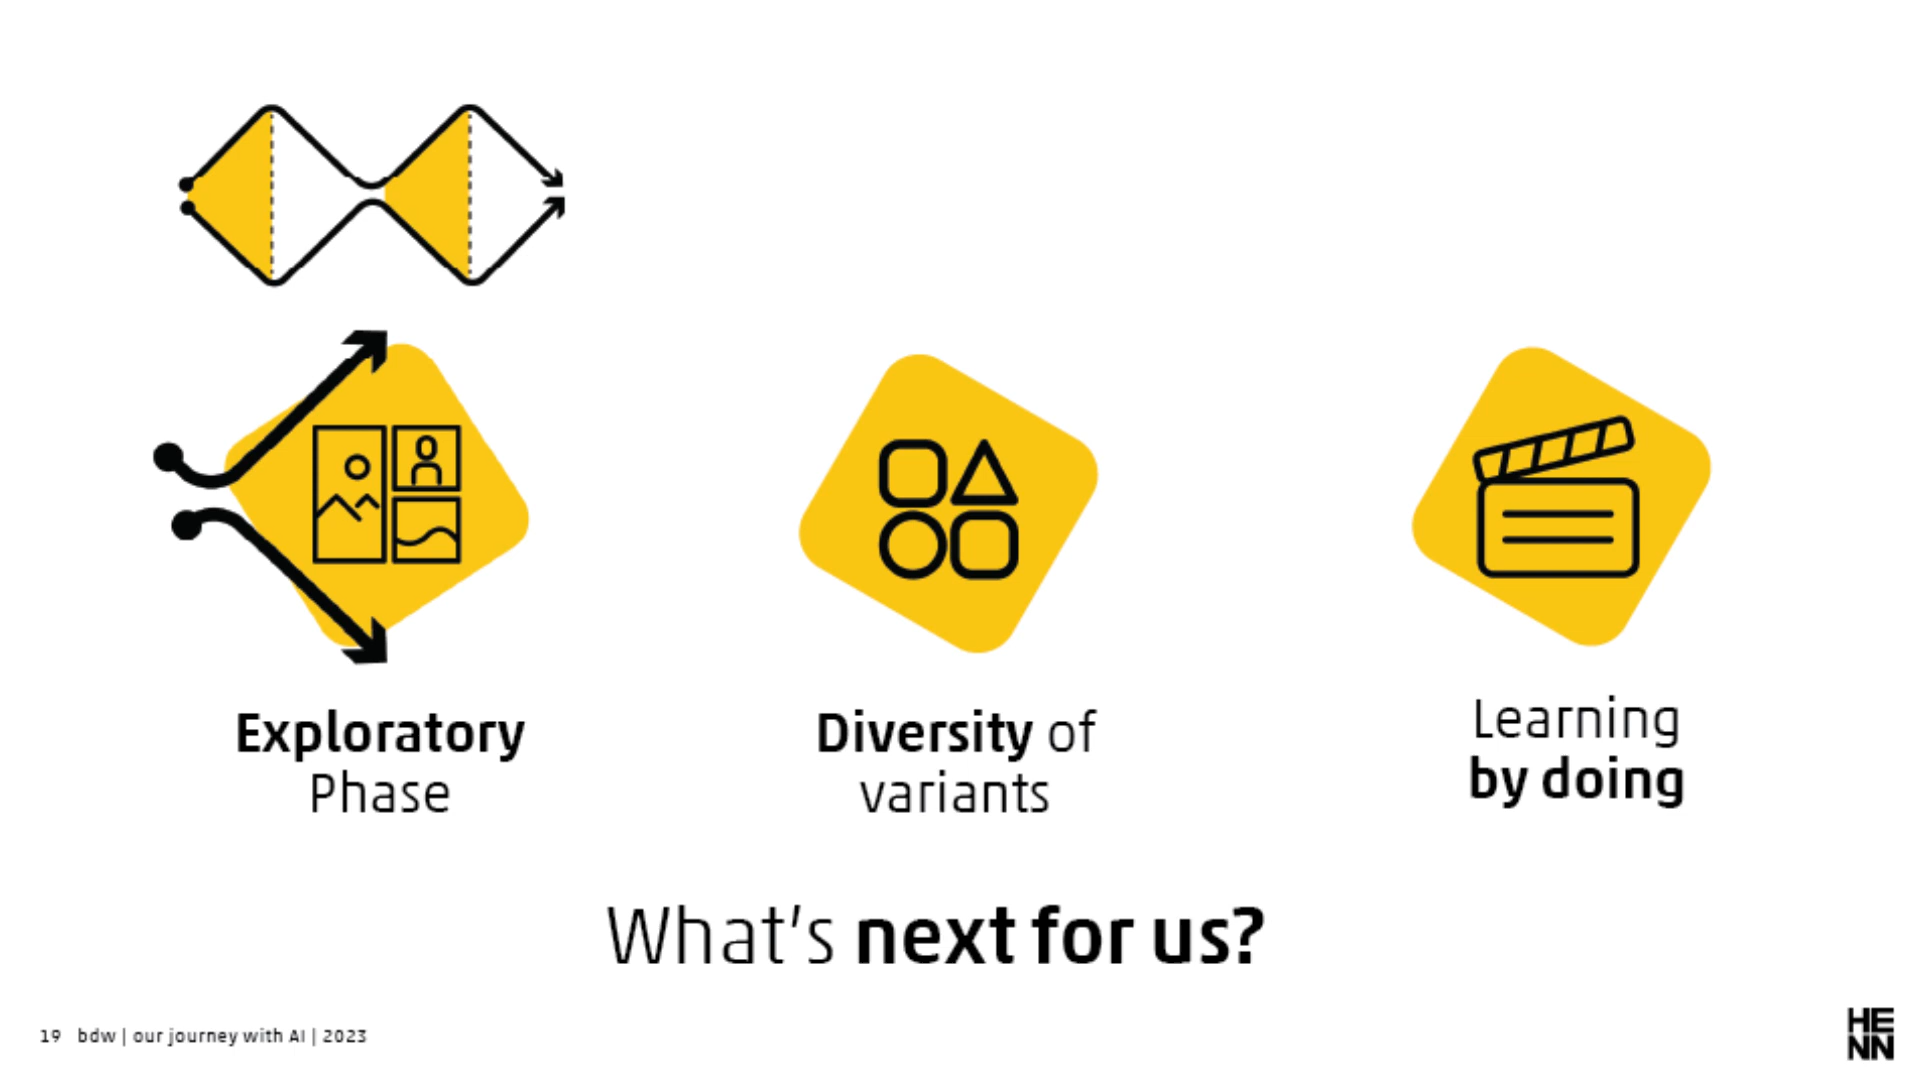 Exploratory
Phase
Diversity of
variants
Learning
by doing
What's next for us?
19 bdw | our journey with AI | 2023
HE
NN